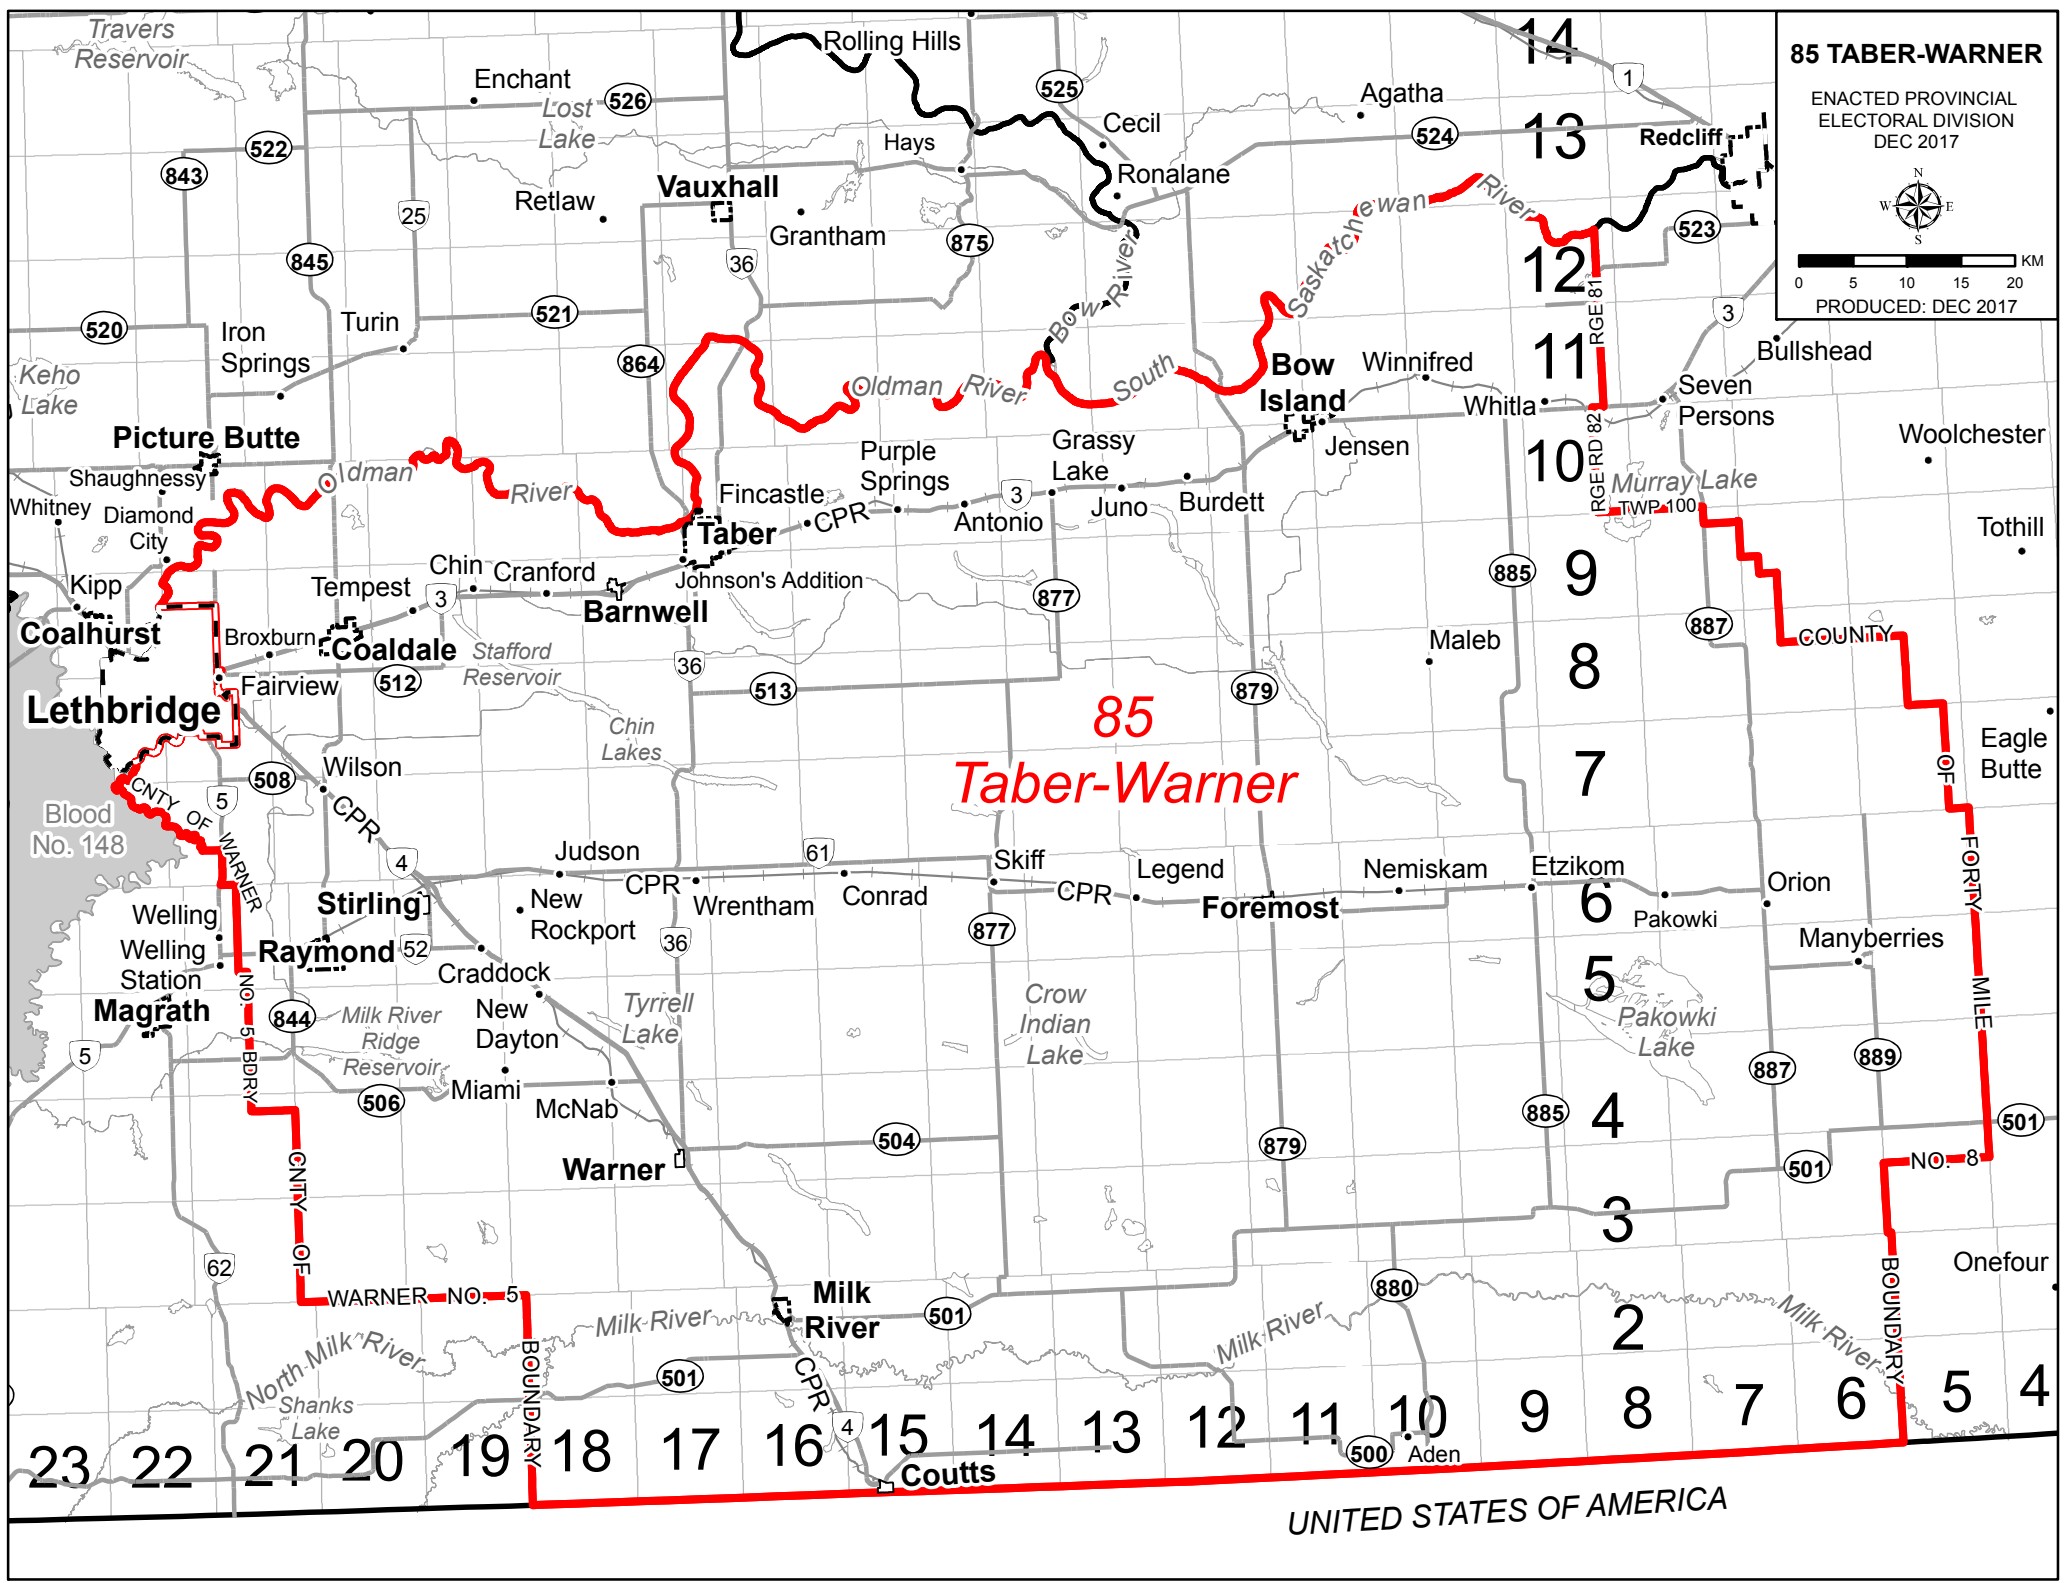 85 TABER-WARNER
ENACTED PROVINCIAL
ELECTORAL DIVISION
DEC 2017
N
W
E
S
KM
0 5 10 15 20
PRODUCED: DEC 2017
Travers
Reservoir
Enchant
Lost
Lake
526
Rolling Hills
525
Cecil
Agatha
14
1
13
524
Redcliff
522
843
Hays
Ronalane
Retlaw
Vauxhall
Grantham
25
845
36
875
Bow River
Saskatchewan
River
523
12
RGE 81
520
Iron
Springs
Turin
521
864
Keho
Lake
Oldman River
South
Bow
Island
Winnifred
11
3
Bullshead
Seven
Persons
Whitla
Jensen
Picture Butte
Shaughnessy
Whitney
Diamond
City
Oldman
River
Fincastle
Purple
Springs
Grassy
Lake
CPR
3
Antonio
Juno
Burdett
10
RGE RD 82
Murray Lake
TWP 100
Woolchester
Tothill
Taber
Johnson's Addition
Kipp
Coalhurst
Tempest
Chin
Cranford
3
Barnwell
Broxburn
Coaldale
Stafford
Reservoir
877
885
9
887
COUNTY
Maleb
8
Fairview
512
36
513
879
Lethbridge
Chin
Lakes
85
Taber-Warner
7
OF
Eagle
Butte
Wilson
508
5
CPR
CNTY OF WARNER
Blood
No. 148
4
Judson
61
Skiff
Legend
Nemiskam
Etzikom
FORTY
Stirling
New
Rockport
CPR
Wrentham
Conrad
CPR
Foremost
6
Pakowki
Orion
Welling
Welling
Station
Raymond
52
Craddock
36
877
Manyberries
5
Magrath
NO. 5 BDRY
844
Milk River
Ridge
Reservoir
New
Dayton
Tyrrell
Lake
Crow
Indian
Lake
Pakowki
Lake
MILE
5
506
Miami
McNab
887
889
885
4
501
879
504
Warner
CNTY OF
501
NO. 8
3
62
Onefour
WARNER NO. 5
Milk
River
501
880
BOUNDARY
North Milk River
Milk River
Milk River
2
Milk River
Shanks
Lake
501
CPR
BOUNDARY
4
500
Aden
23 22 21 20 19 18 17 16 15 14 13 12 11 10 9 8 7 6 5 4
Coutts
UNITED STATES OF AMERICA